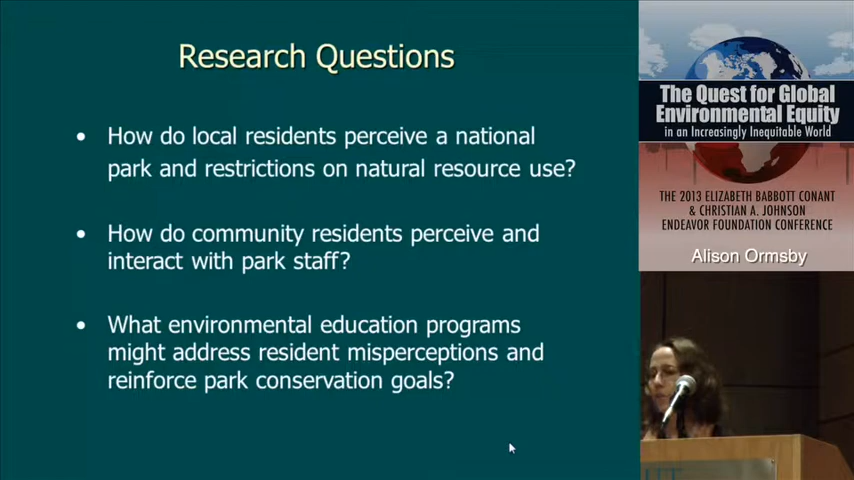 Research Questions
• How do local residents perceive a national
park and restrictions on natural resource use?
• How do community residents perceive and
interact with park staff?
• What environmental education programs
might address resident misperceptions and
reinforce park conservation goals?
The Quest for Global
Environmental Equity
in an Increasingly Inequitable World
THE 2013 ELIZABETH BABBOTT CONANT
& CHRISTIAN A. JOHNSON
ENDEAVOR FOUNDATION CONFERENCE
Alison Ormsby